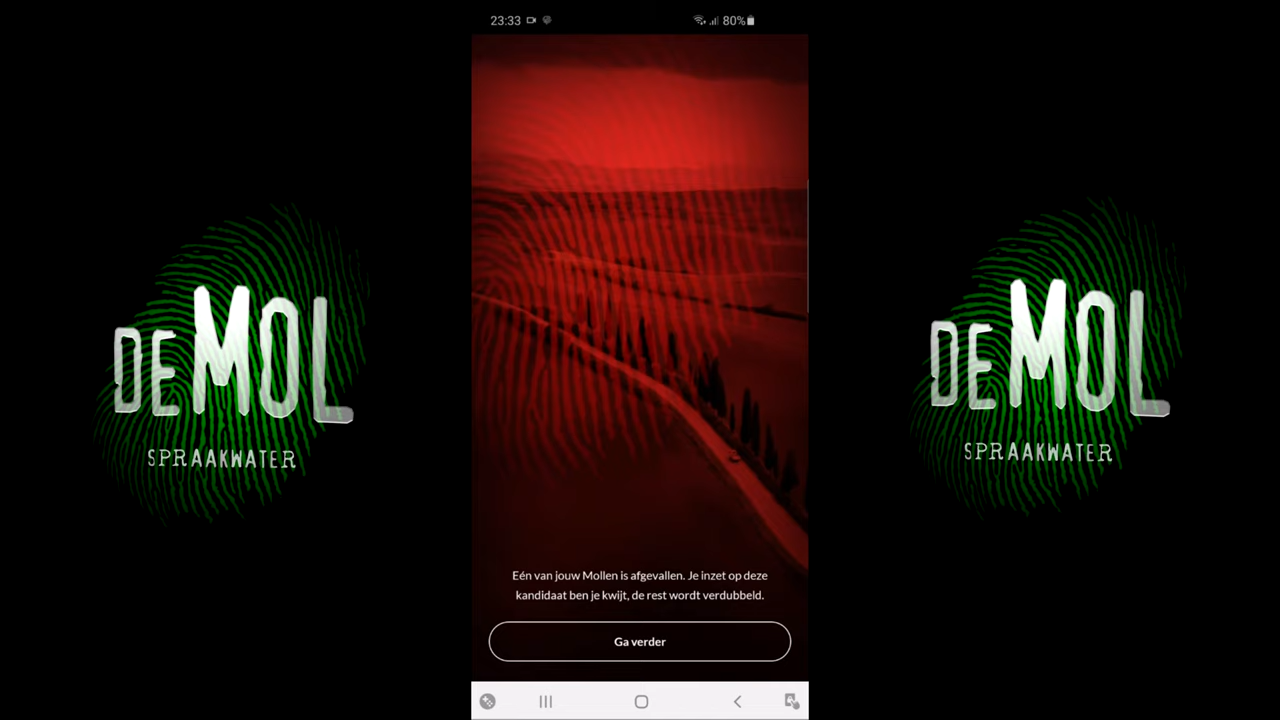 23:33
80%
DE MOL
SPRAAKWATER
Eén van jouw Mollen is afgevallen. Je inzet op deze
kandidaat ben je kwijt, de rest wordt verdubbeld.
Ga verder
DE MOL
SPRAAKWATER